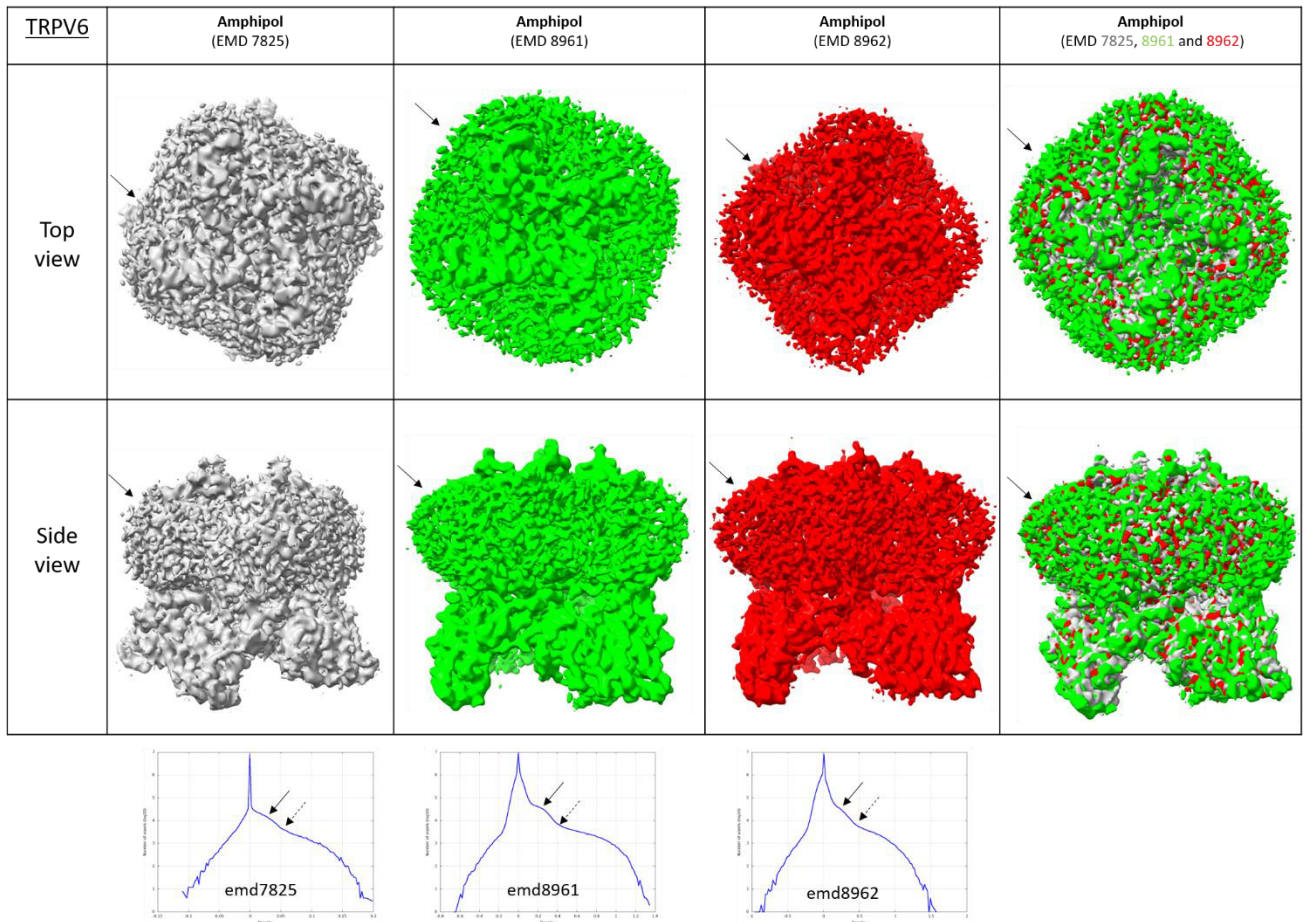 TRPV6
Amphipol
(EMD 7825)
Amphipol
(EMD 8961)
Amphipol
(EMD 8962)
Amphipol
(EMD 7825, 8961 and 8962)
Top
view
Side
view
emd7825
emd8961
emd8962